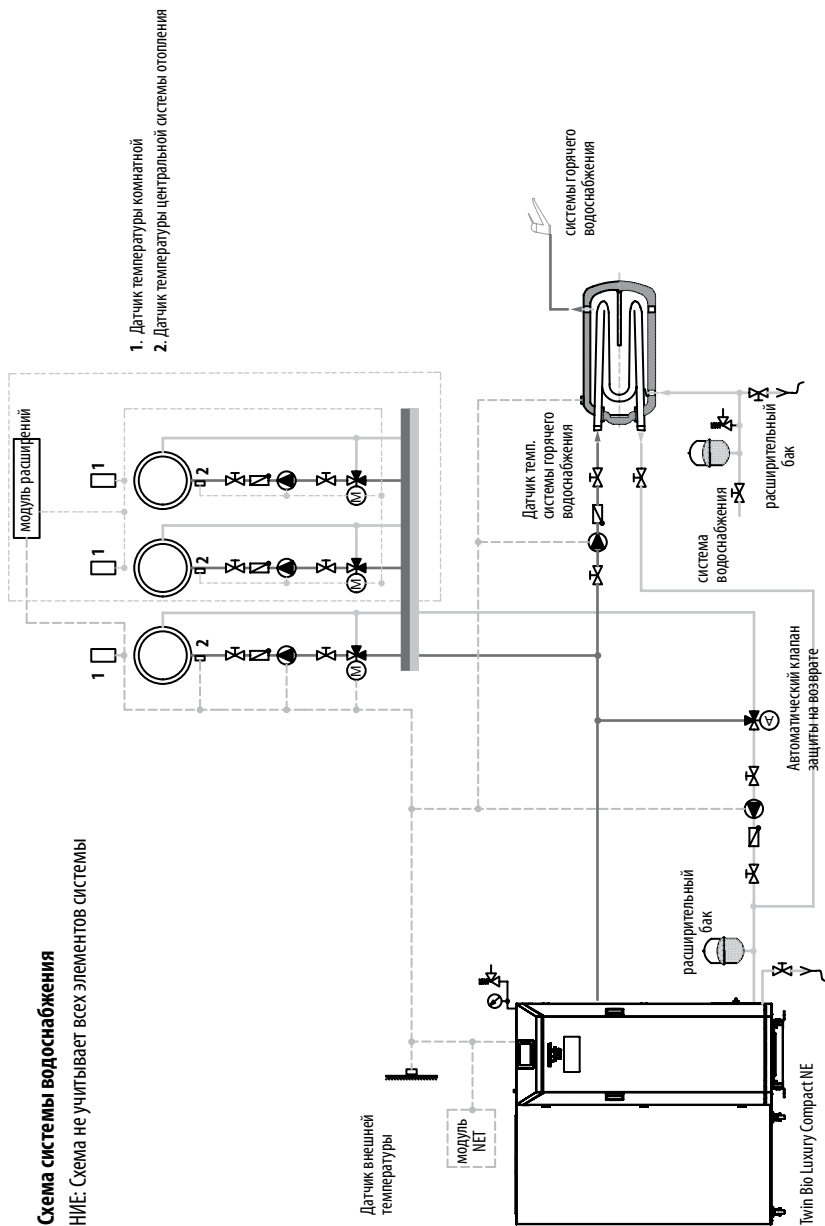 Схема системы водоснабжения
НИЕ: Схема не учитывает всех элементов системы
модуль расширений
1
1
1
2
2
2
M
M
M
1. Датчик температуры комнатной
2. Датчик температуры центральной системы отопления
Датчик внешней
температуры
модуль
NET
Датчик темп.
системы горячего
водоснабжения
системы горячего
водоснабжения
система
водоснабжения
расширительный
бак
расширительный
бак
A
Автоматический клапан
защиты на возврате
Twin Bio Luxury Compact NE